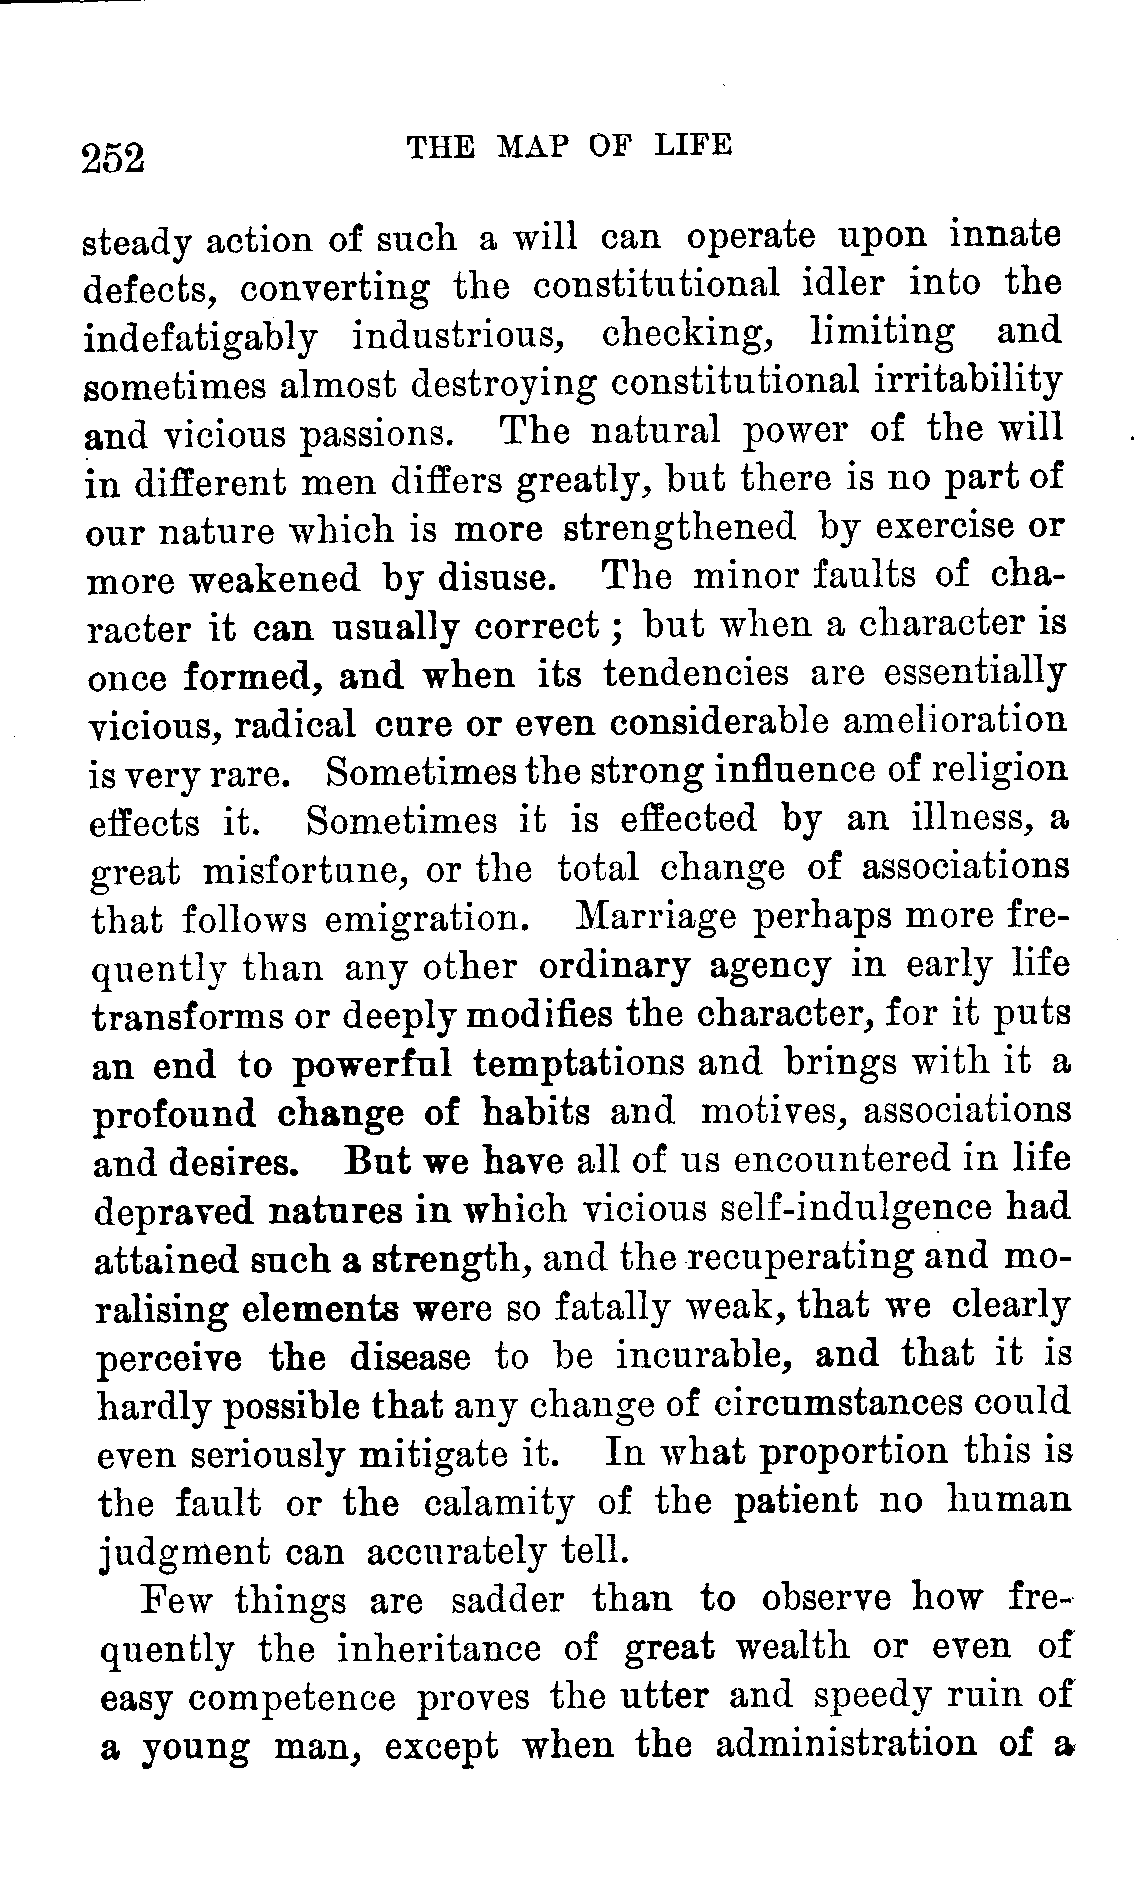 252 THE MAP OF LIFE
steady action of such a will can operate upon innate
defects, converting the constitutional idler into the
indefatigably industrious, checking, limiting and
sometimes almost destroying constitutional irritability
and vicious passions. The natural power of the will
in different men differs greatly, but there is no part of
our nature which is more strengthened by exercise or
more weakened by disuse. The minor faults of cha-
racter it can usually correct ; but when a character is
once formed, and when its tendencies are essentially
vicious, radical cure or even considerable amelioration
is very rare. Sometimes the strong influence of religion
effects it. Sometimes it is effected by an illness, a
great misfortune, or the total change of associations
that follows emigration. Marriage perhaps more fre-
quently than any other ordinary agency in early life
transforms or deeply modifies the character, for it puts
an end to powerful temptations and brings with it a
profound change of habits and motives, associations
and desires. But we have all of us encountered in life
depraved natures in which vicious self-indulgence had
attained such a strength, and the recuperating and mo-
ralising elements were so fatally weak, that we clearly
perceive the disease to be incurable, and that it is
hardly possible that any change of circumstances could
even seriously mitigate it. In what proportion this is
the fault or the calamity of the patient no human
judgment can accurately tell.
Few things are sadder than to observe how fre-
quently the inheritance of great wealth or even of
easy competence proves the utter and speedy ruin of
a young man, except when the administration of a